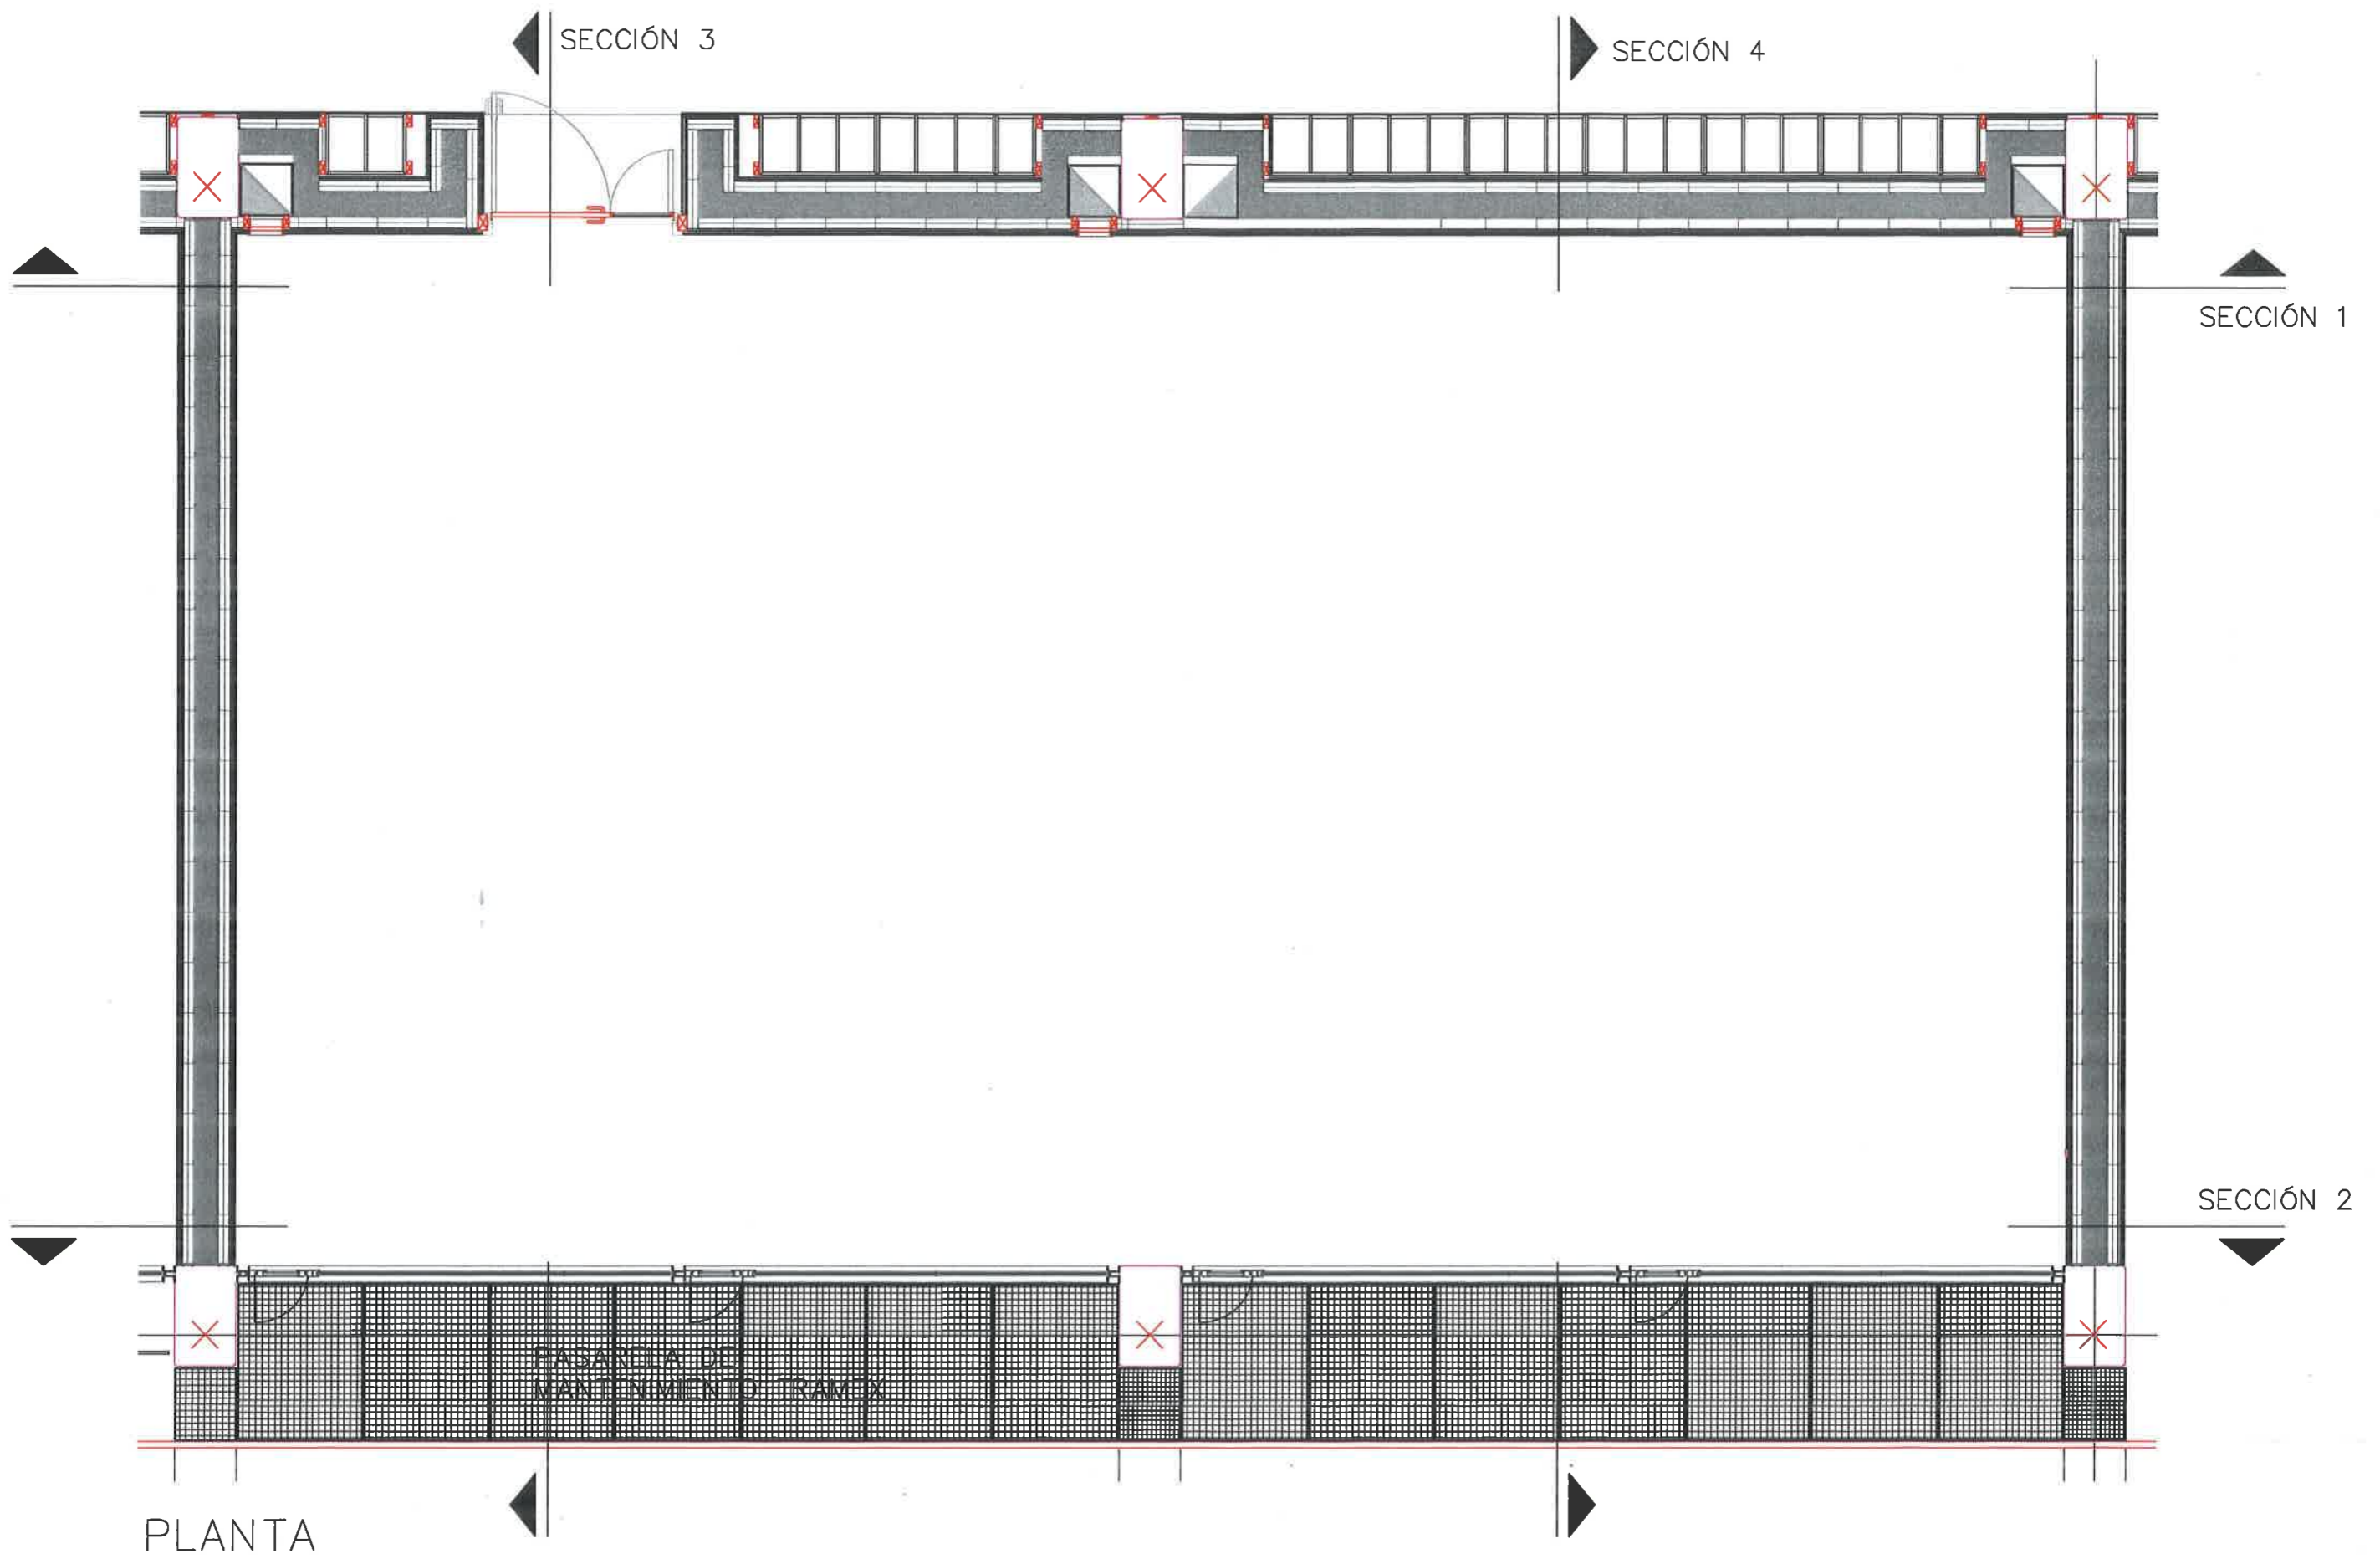 SECCIÓN 3
SECCIÓN 4
SECCIÓN 1
SECCIÓN 2
PASARELA DE
MANTENIMIENTO TRAMEX
PLANTA